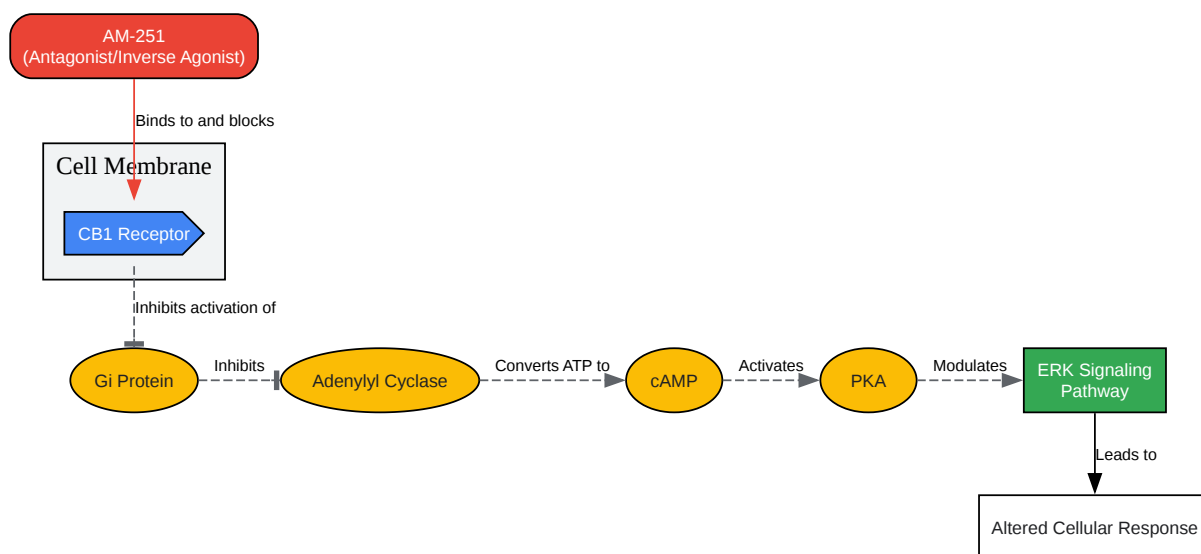 AM-251
(Antagonist/Inverse Agonist)
Binds to and blocks
Cell Membrane
CB1 Receptor
Inhibits activation of
Gi Protein
Inhibits
Adenylyl Cyclase
Converts ATP to
cAMP
Activates
PKA
Modulates
ERK Signaling
Pathway
Leads to
Altered Cellular Response